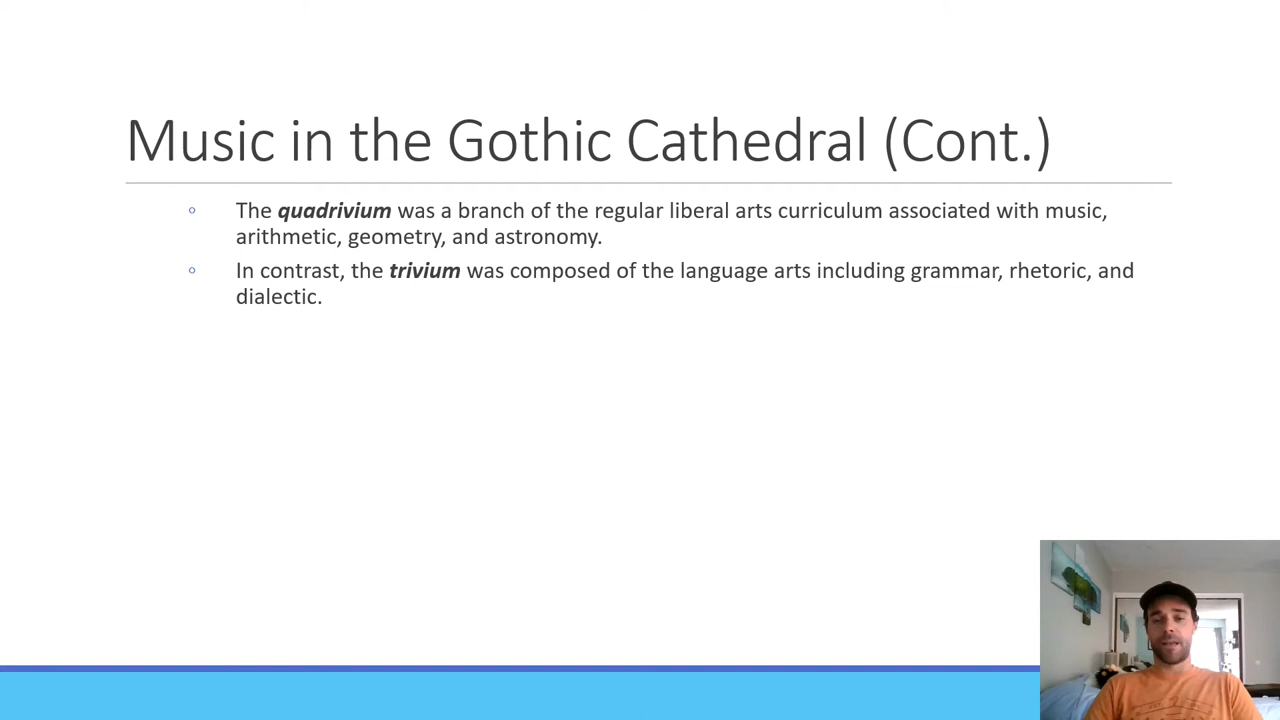 Music in the Gothic Cathedral (Cont.)
◦ The quadrivium was a branch of the regular liberal arts curriculum associated with music,
arithmetic, geometry, and astronomy.
◦ In contrast, the trivium was composed of the language arts including grammar, rhetoric, and
dialectic.